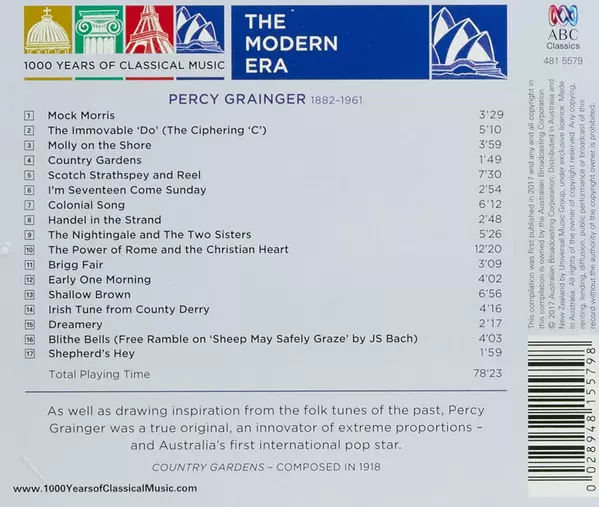 1000 YEARS OF CLASSICAL MUSIC
THE
MODERN
ERA
ABC
Classics
481 5579
PERCY GRAINGER 1882–1961
1 Mock Morris 3'29
2 The Immovable ‘Do’ (The Ciphering ‘C’) 5'10
3 Molly on the Shore 3'59
4 Country Gardens 1'49
5 Scotch Strathspey and Reel 7'30
6 I’m Seventeen Come Sunday 2'54
7 Colonial Song 6'12
8 Handel in the Strand 2'48
9 The Nightingale and The Two Sisters 5'26
10 The Power of Rome and the Christian Heart 12'20
11 Brigg Fair 3'09
12 Early One Morning 4'02
13 Shallow Brown 6'56
14 Irish Tune from County Derry 4'16
15 Dreamery 2'17
16 Blithe Bells (Free Ramble on ‘Sheep May Safely Graze’ by JS Bach) 4'03
17 Shepherd’s Hey 1'59
Total Playing Time 78'23
As well as drawing inspiration from the folk tunes of the past, Percy
Grainger was a true original, an innovator of extreme proportions –
and Australia’s first international pop star.
COUNTRY GARDENS – COMPOSED IN 1918
www.1000YearsofClassicalMusic.com
This compilation was first published in 2017 and any and all copyright in
this compilation is owned by the Australian Broadcasting Corporation.
© 2017 Australian Broadcasting Corporation. Distributed in Australia and
New Zealand by Universal Music Group, under exclusive licence. Made
in Australia. All rights of the owner of copyright reserved. Any copying,
renting, lending, diffusion, public performance or broadcast of this
record without the authority of the copyright owner is prohibited.
0 028948 155798